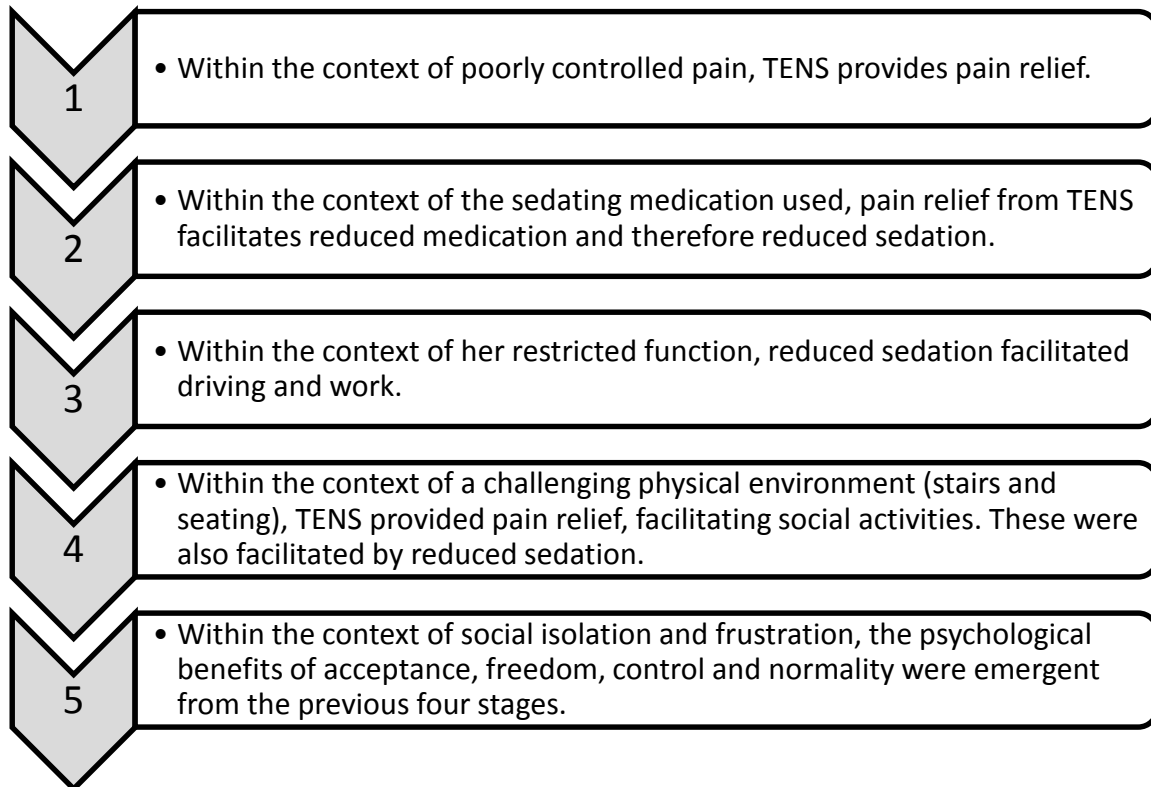 1
• Within the context of poorly controlled pain, TENS provides pain relief.
2
• Within the context of the sedating medication used, pain relief from TENS
facilitates reduced medication and therefore reduced sedation.
3
• Within the context of her restricted function, reduced sedation facilitated
driving and work.
4
• Within the context of a challenging physical environment (stairs and
seating), TENS provided pain relief, facilitating social activities. These were
also facilitated by reduced sedation.
5
• Within the context of social isolation and frustration, the psychological
benefits of acceptance, freedom, control and normality were emergent
from the previous four stages.